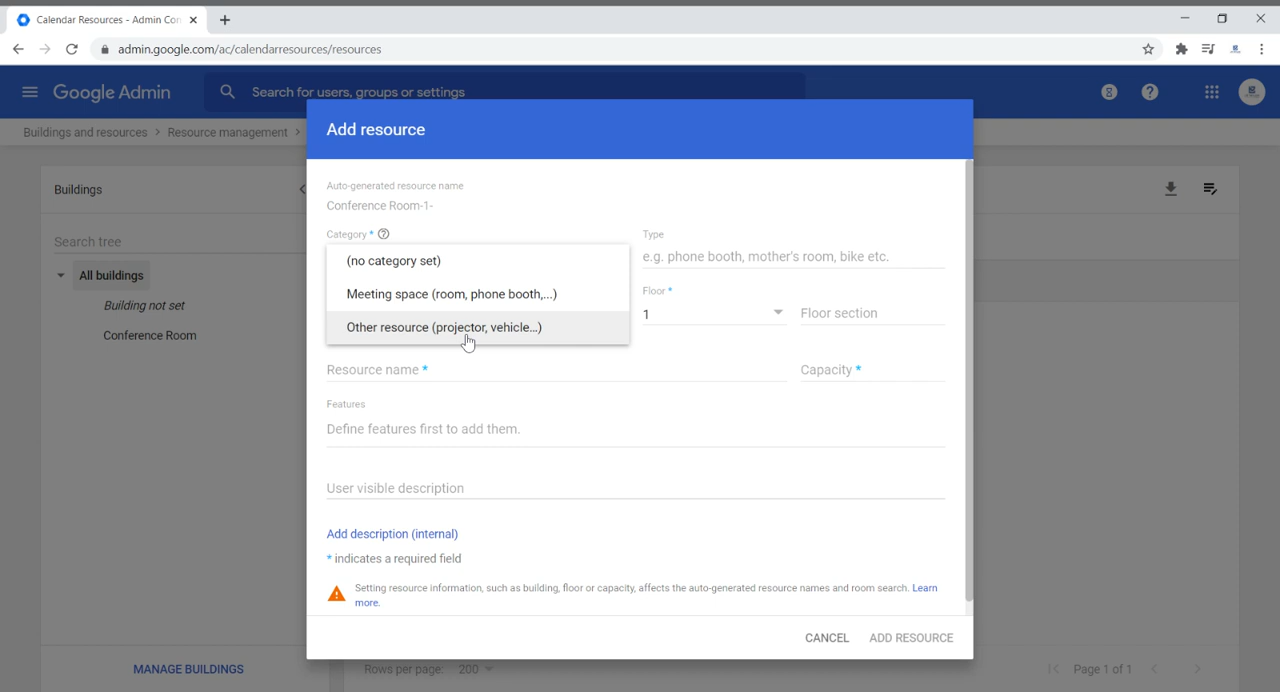 Calendar Resources - Admin Con
admin.google.com/ac/calendarresources/resources
Google Admin
Search for users, groups or settings
Buildings and resources > Resource management >
Add resource
Buildings
Auto-generated resource name
Conference Room-1-
Category *
Type
Search tree
(no category set)
e.g. phone booth, mother's room, bike etc.
All buildings
Meeting space (room, phone booth,...)
Floor *
Building not set
1
Floor section
Other resource (projector, vehicle...)
Conference Room
Resource name *
Capacity *
Features
Define features first to add them.
User visible description
Add description (internal)
* indicates a required field
Setting resource information, such as building, floor or capacity, affects the auto-generated resource names and room search. Learn
more.
CANCEL
ADD RESOURCE
MANAGE BUILDINGS
Rows per page: 200
Page 1 of 1